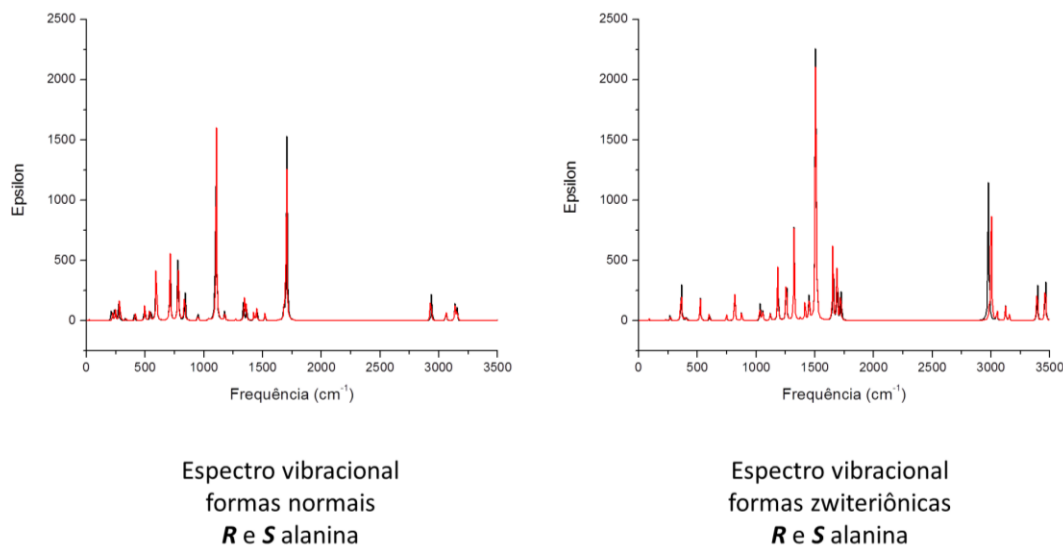 2500
2000
1500
1000
500
0
Epsilon
0 500 1000 1500 2000 2500 3000 3500
Frequência (cm⁻¹)
Espectro vibracional
formas normais
R e S alanina
2500
2000
1500
1000
500
0
Epsilon
0 500 1000 1500 2000 2500 3000 3500
Frequência (cm⁻¹)
Espectro vibracional
formas zwiteriônicas
R e S alanina